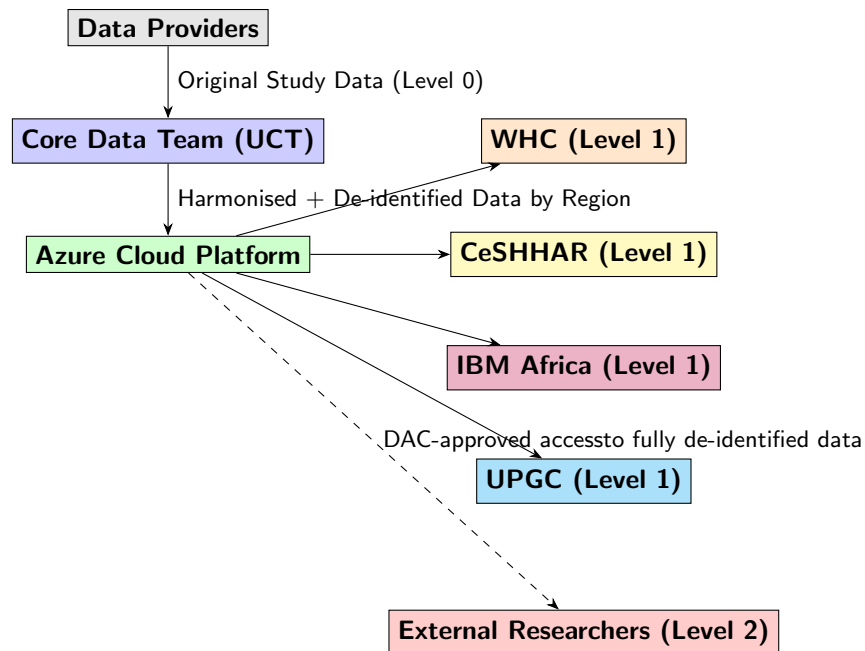 Data Providers
Original Study Data (Level 0)
Core Data Team (UCT)
WHC (Level 1)
Harmonised + De-identified Data by Region
Azure Cloud Platform
CeSHHAR (Level 1)
IBM Africa (Level 1)
DAC-approved accessto fully de-identified data
UPGC (Level 1)
External Researchers (Level 2)